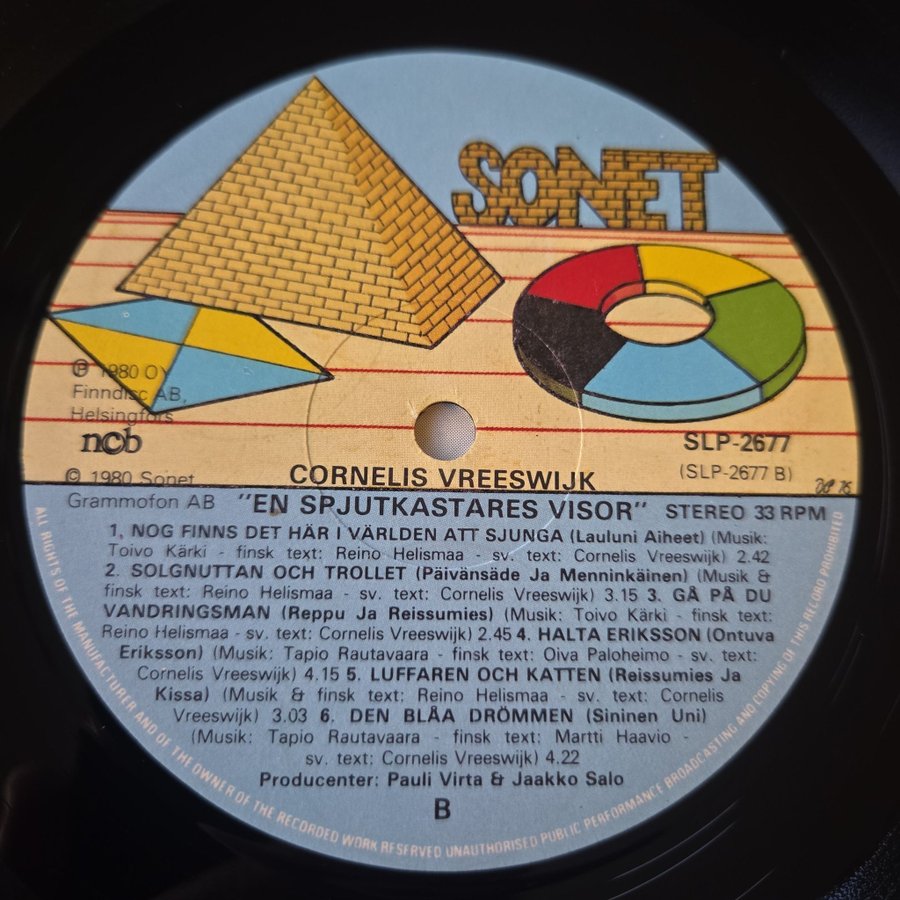 SONET
℗ 1980 OY
Finndisc AB,
Helsingfors
ncb
SLP-2677
(SLP-2677 B)
© 1980 Sonet
Grammofon AB
CORNELIS VREESWIJK
"EN SPJUTKASTARES VISOR" STEREO 33 RPM
1. NOG FINNS DET HÄR I VÄRLDEN ATT SJUNGA (Lauluni Aiheet) (Musik:
Toivo Kärki - finsk text: Reino Helismaa - sv. text: Cornelis Vreeswijk) 2.42
2. SOLGNUTTAN OCH TROLLET (Päivänsäde Ja Menninkäinen) (Musik &
finsk text: Reino Helismaa - sv. text: Cornelis Vreeswijk) 3.15 3. GÅ PÅ DU
VANDRINGSMAN (Reppu Ja Reissumies) (Musik: Toivo Kärki - finsk text:
Reino Helismaa - sv. text: Cornelis Vreeswijk) 2.45 4. HALTA ERIKSSON (Ontuva
Eriksson) (Musik: Tapio Rautavaara - finsk text: Oiva Paloheimo - sv. text:
Cornelis Vreeswijk) 4.15 5. LUFFAREN OCH KATTEN (Reissumies Ja
Kissa) (Musik & finsk text: Reino Helismaa - sv. text: Cornelis
Vreeswijk) 3.03 6. DEN BLÅA DRÖMMEN (Sininen Uni)
(Musik: Tapio Rautavaara - finsk text: Martti Haavio -
sv. text: Cornelis Vreeswijk) 4.22
Producenter: Pauli Virta & Jaakko Salo
B
ALL RIGHTS OF THE MANUFACTURER AND OF THE OWNER OF THE RECORDED WORK RESERVED UNAUTHORISED PUBLIC PERFORMANCE BROADCASTING AND COPYING OF THIS RECORD PROHIBITED